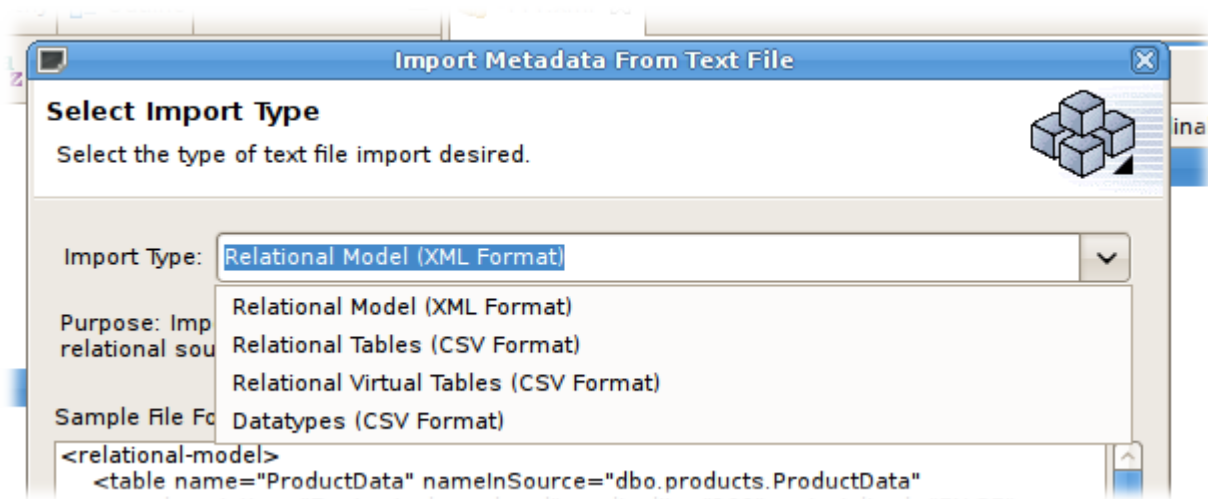 Import Metadata From Text File
Select Import Type
Select the type of text file import desired.
ina
Import Type: Relational Model (XML Format)
Relational Model (XML Format)
Purpose: Imp
Relational Tables (CSV Format)
relational sou
Relational Virtual Tables (CSV Format)
Sample File Fo
Datatypes (CSV Format)
<relational-model>
<table name="ProductData" nameInSource="dbo.products.ProductData"